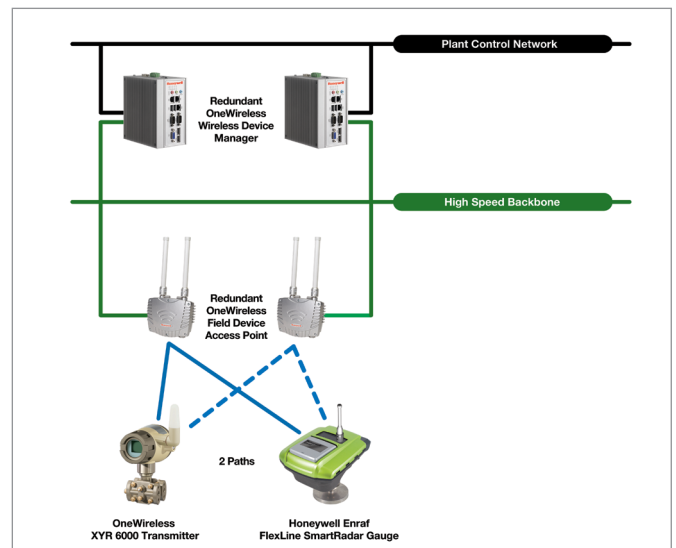 Plant Control Network
Redundant
OneWireless
Wireless Device
Manager
High Speed Backbone
Redundant
OneWireless
Field Device
Access Point
2 Paths
OneWireless
XYR 6000 Transmitter
Honeywell Enraf
FlexLine SmartRadar Gauge